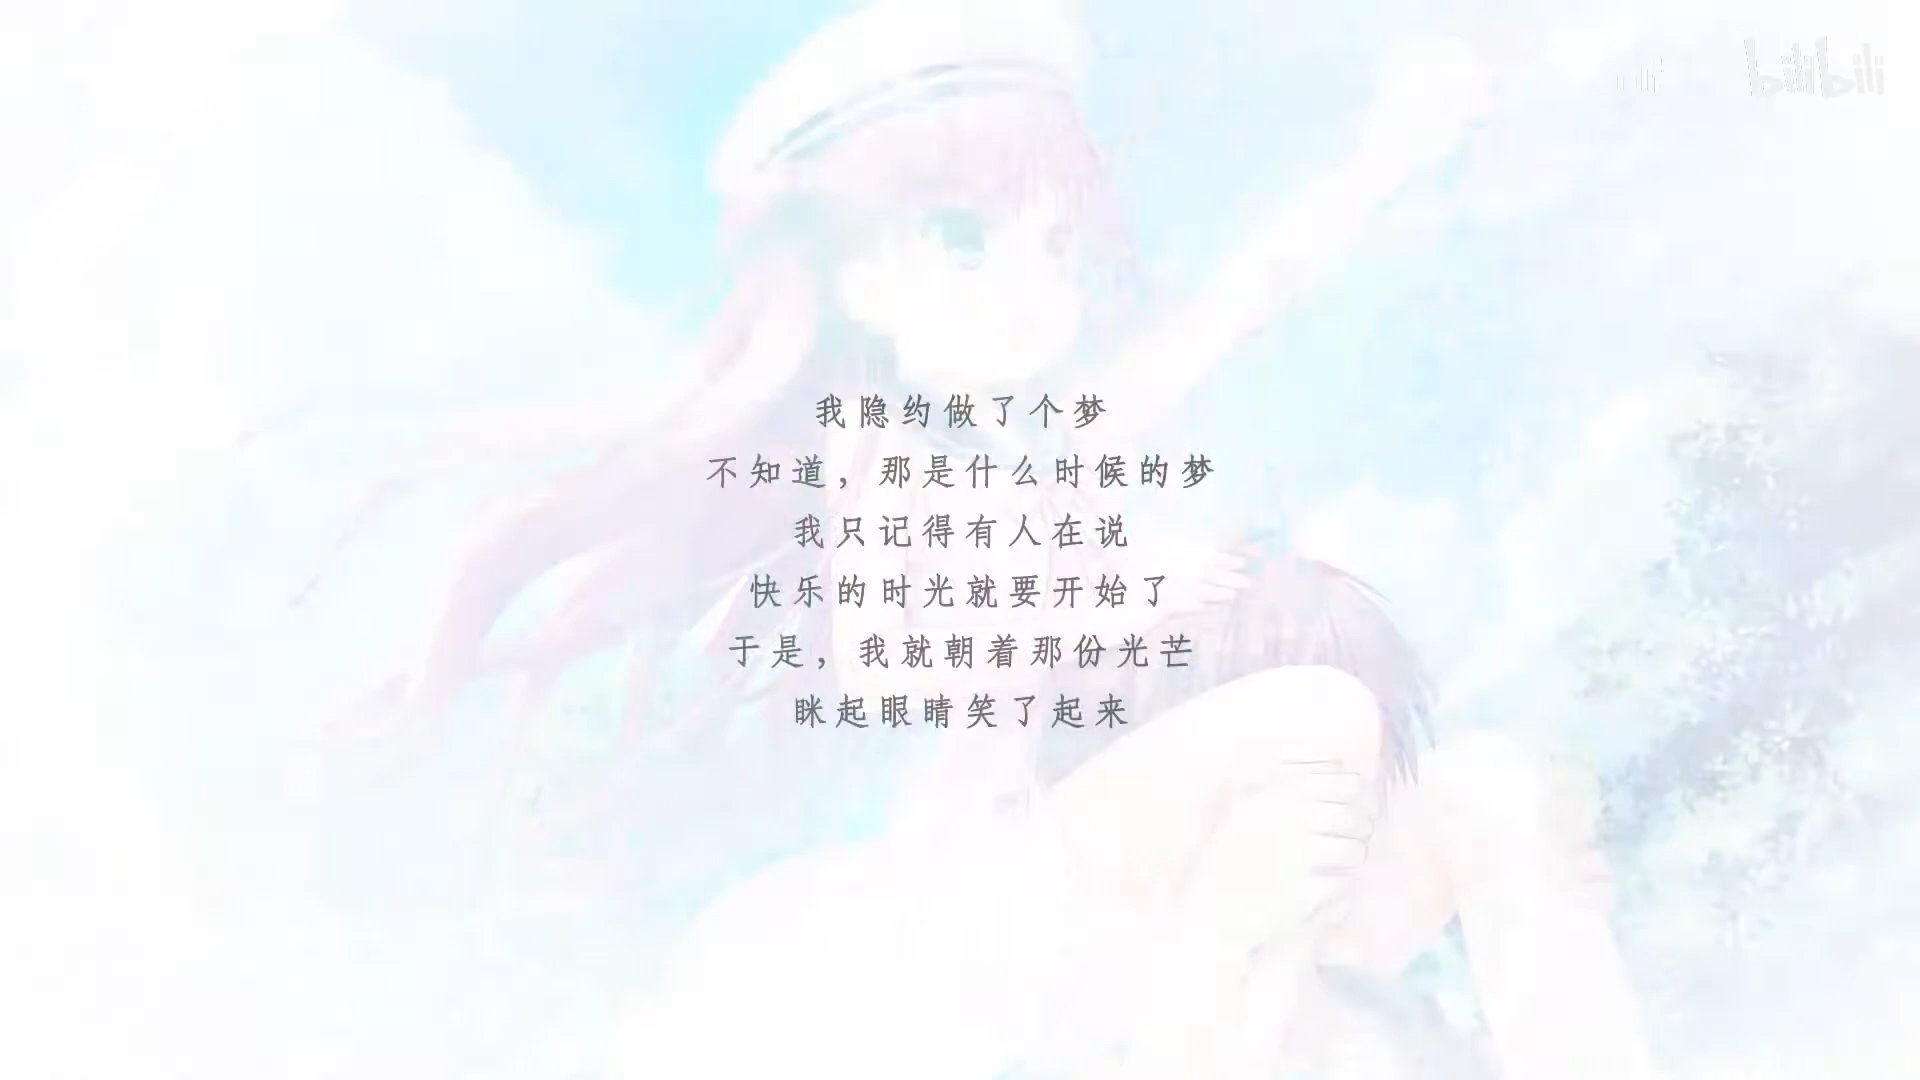 bilibili
我隐约做了个梦
不知道，那是什么时候的梦
我只记得有人在说
快乐的时光就要开始了
于是，我就朝着那份光芒
眯起眼睛笑了起来